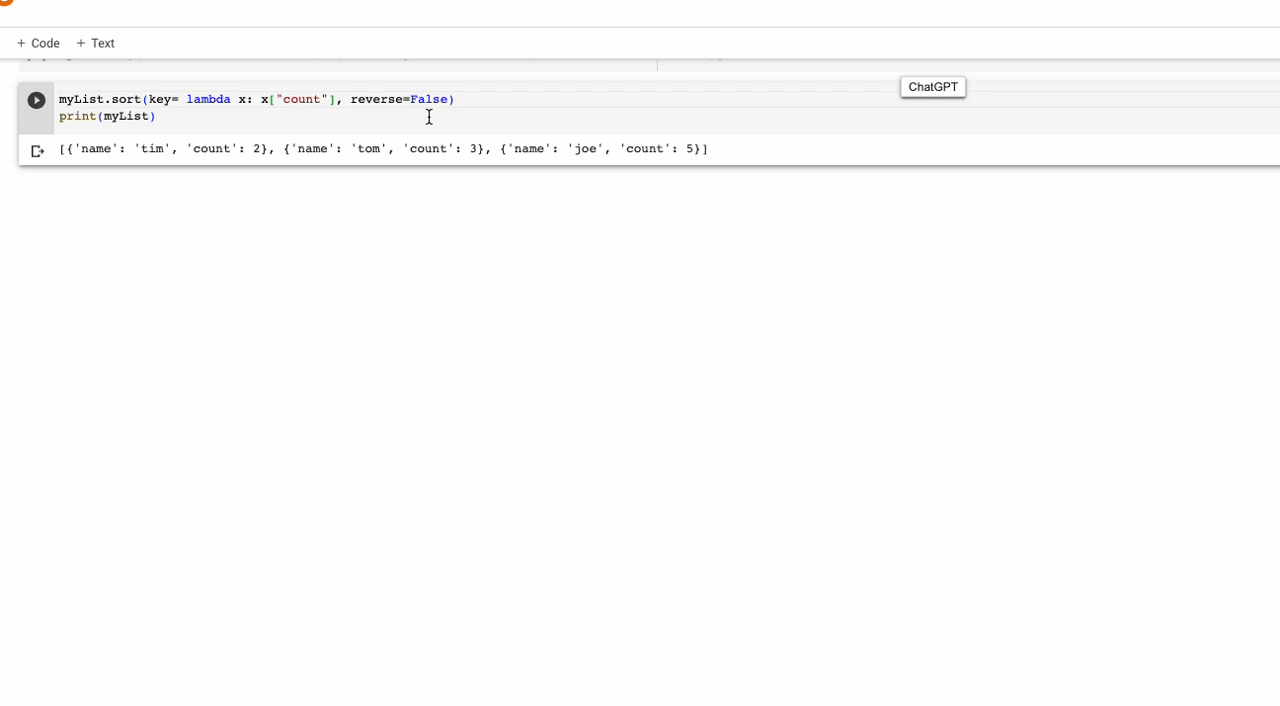 + Code + Text
ChatGPT
myList.sort(key= lambda x: x["count"], reverse=False)
print(myList)
[{'name': 'tim', 'count': 2}, {'name': 'tom', 'count': 3}, {'name': 'joe', 'count': 5}]